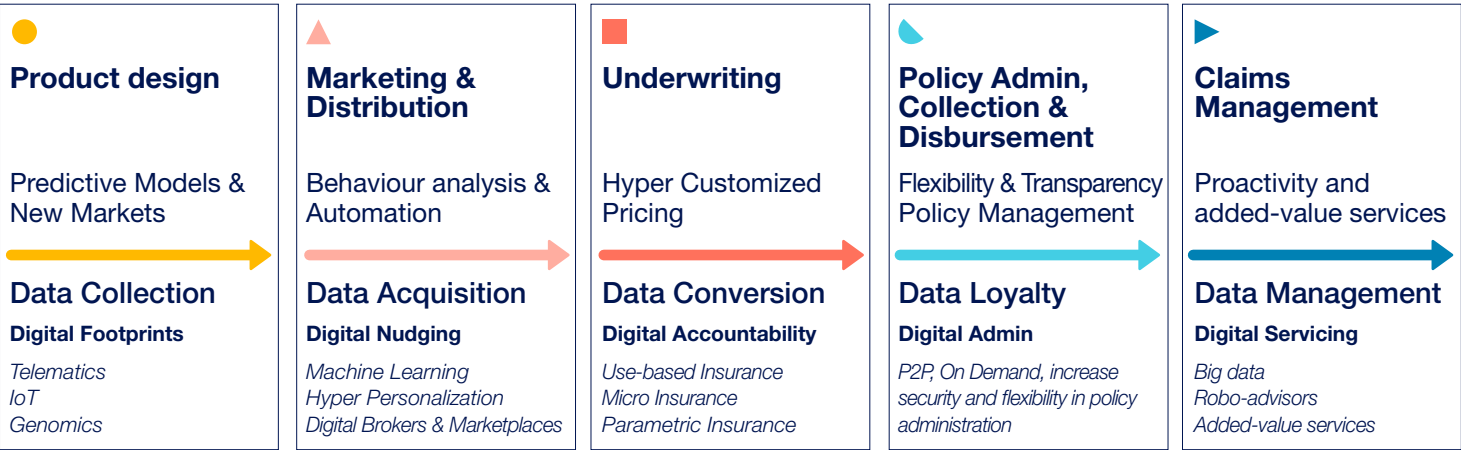 Product design
Predictive Models &
New Markets
Data Collection
Digital Footprints
Telematics
IoT
Genomics
Marketing &
Distribution
Behaviour analysis &
Automation
Data Acquisition
Digital Nudging
Machine Learning
Hyper Personalization
Digital Brokers & Marketplaces
Underwriting
Hyper Customized
Pricing
Data Conversion
Digital Accountability
Use-based Insurance
Micro Insurance
Parametric Insurance
Policy Admin,
Collection &
Disbursement
Flexibility & Transparency
Policy Management
Data Loyalty
Digital Admin
P2P, On Demand, increase
security and flexibility in policy
administration
Claims
Management
Proactivity and
added-value services
Data Management
Digital Servicing
Big data
Robo-advisors
Added-value services